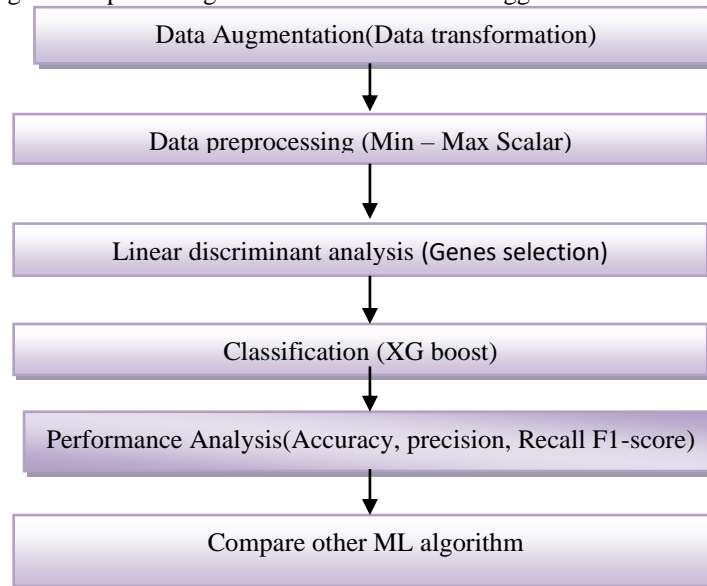 Data Augmentation(Data transformation)
Data preprocessing (Min – Max Scalar)
Linear discriminant analysis (Genes selection)
Classification (XG boost)
Performance Analysis(Accuracy, precision, Recall F1-score)
Compare other ML algorithm